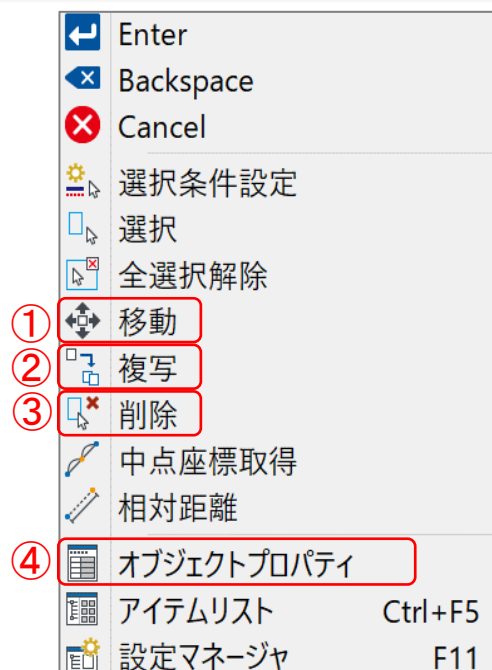 Enter
Backspace
Cancel
選択条件設定
選択
全選択解除
① 移動
② 複写
③ 削除
中点座標取得
相対距離
④ オブジェクトプロパティ
アイテムリスト Ctrl+F5
設定マネージャ F11